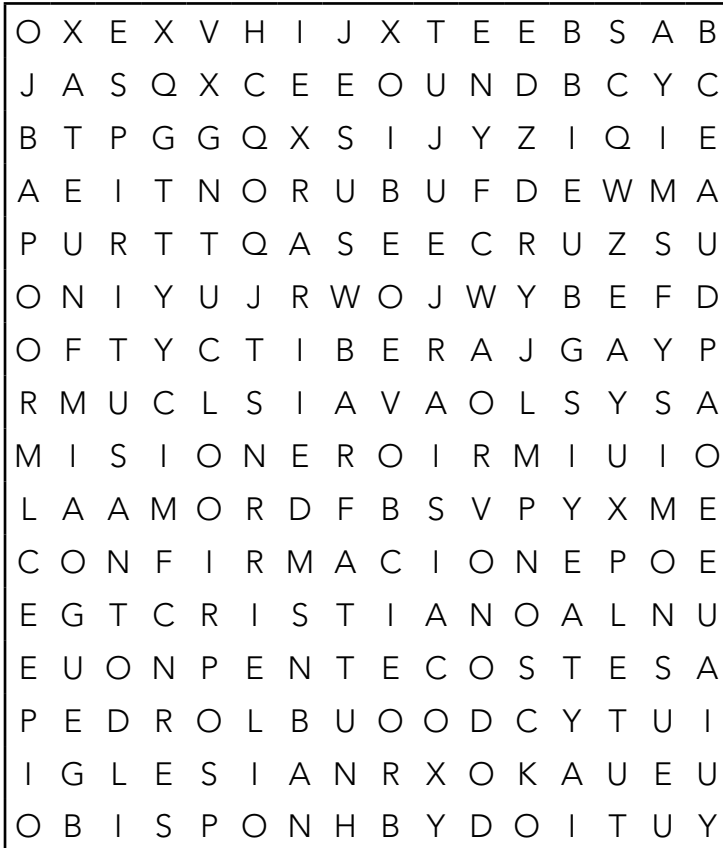 O X E X V H I J X T E E B S A B
J A S Q X C E E O U N D B C Y C
B T P G G Q X S I J Y Z I Q I E
A E I T N O R U B U F D E W M A
P U R T T Q A S E E C R U Z S U
O N I Y U J R W O J W Y B E F D
O F T Y C T I B E R A J G A Y P
R M U C L S I A V A O L S Y S A
M I S I O N E R O I R M I U I O
L A A M O R D F B S V P Y X M E
C O N F I R M A C I O N E P O E
E G T C R I S T I A N O A L N U
E U O N P E N T E C O S T E S A
P E D R O L B U O O D C Y T U I
I G L E S I A N R X O K A U E U
O B I S P O N H B Y D O I T U Y